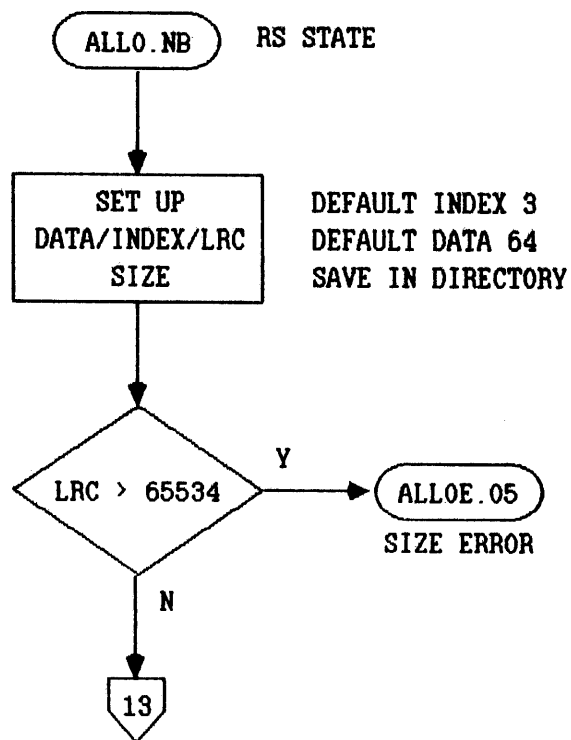 ALLO.NB RS STATE
SET UP
DATA/INDEX/LRC
SIZE
DEFAULT INDEX 3
DEFAULT DATA 64
SAVE IN DIRECTORY
LRC > 65534
Y
ALLOE.05
SIZE ERROR
N
13